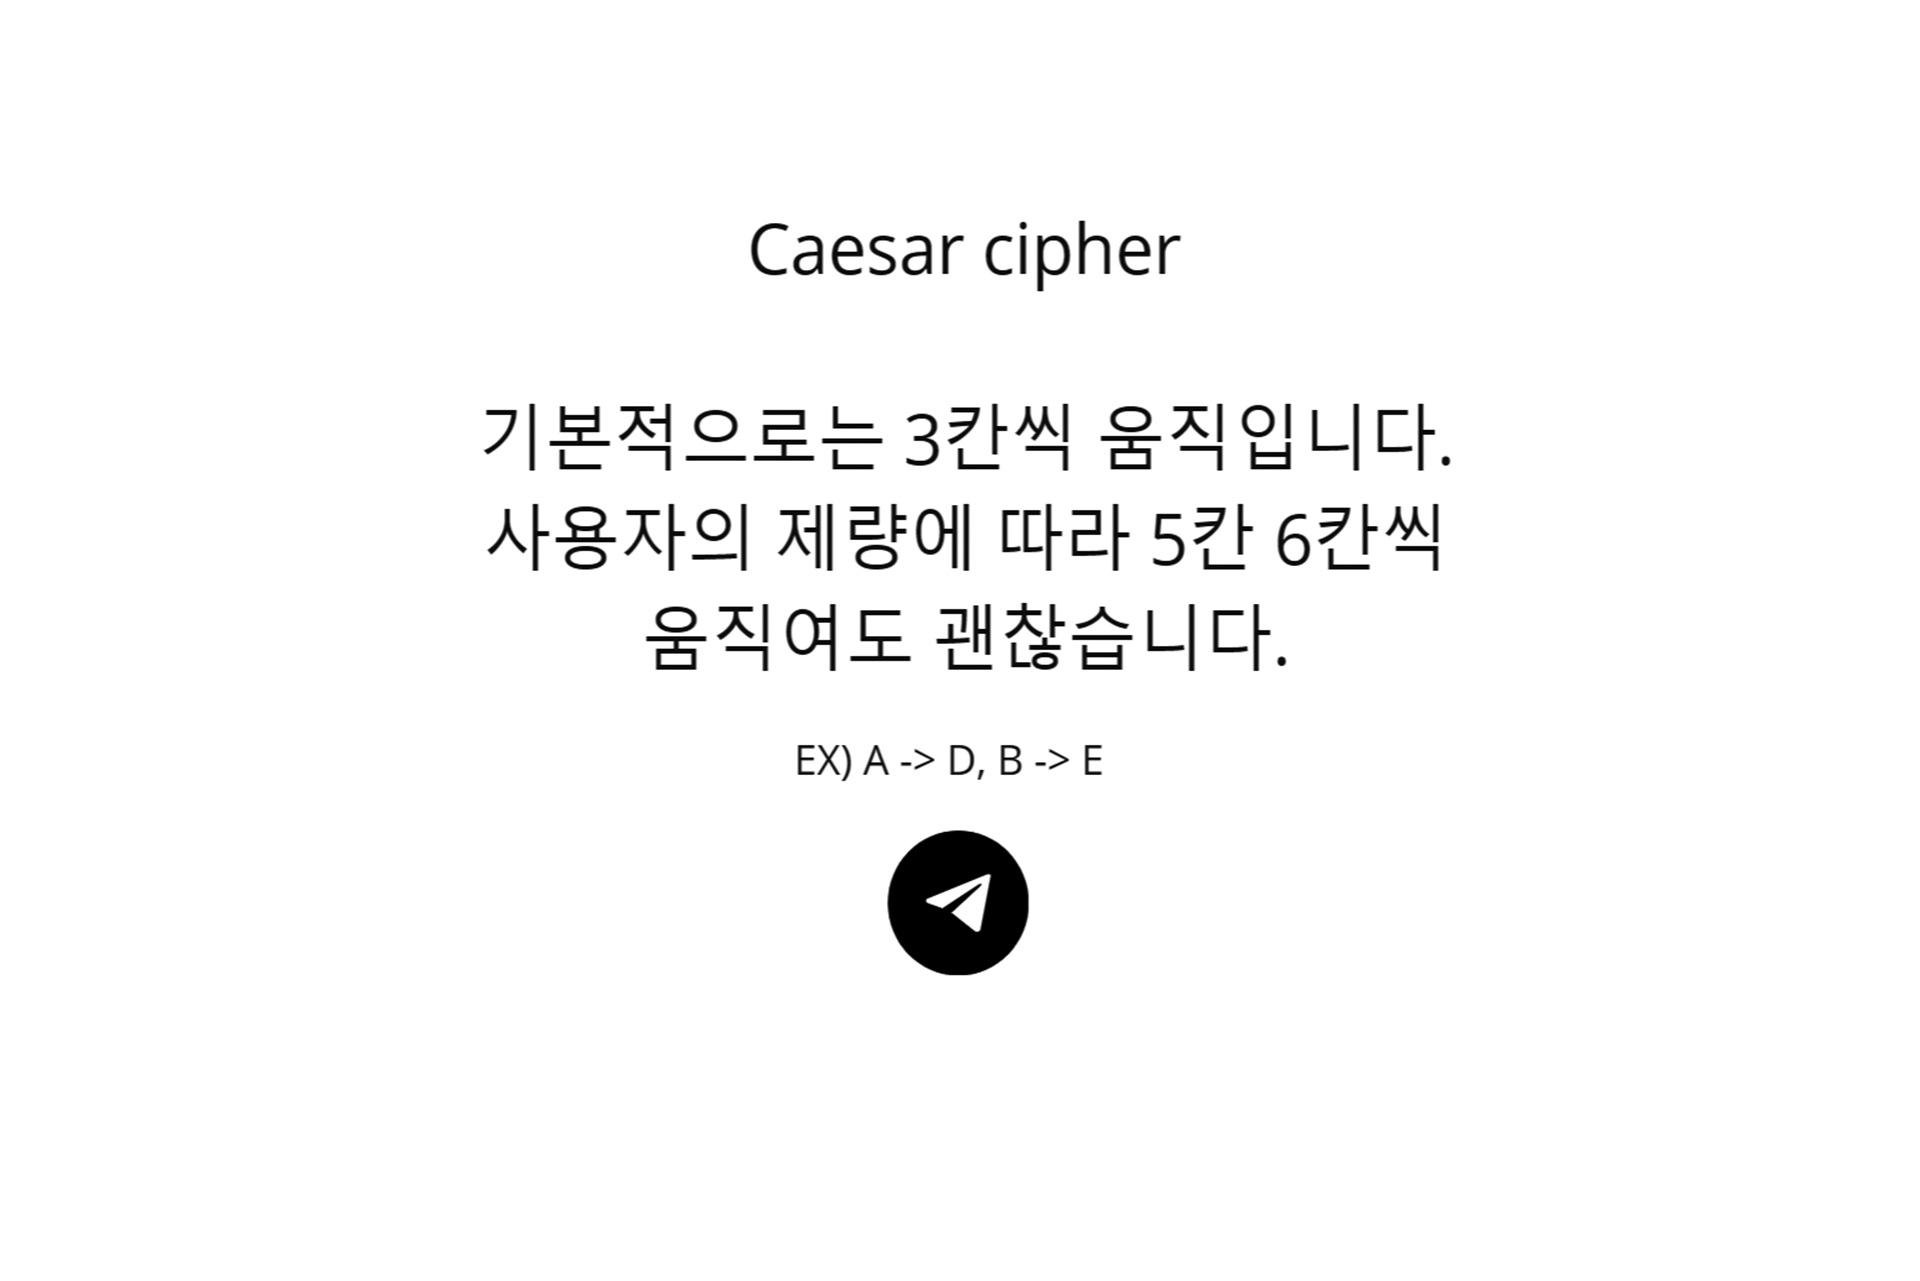 Caesar cipher
기본적으로는 3칸씩 움직입니다.
사용자의 제량에 따라 5칸 6칸씩
움직여도 괜찮습니다.
EX) A -> D, B -> E